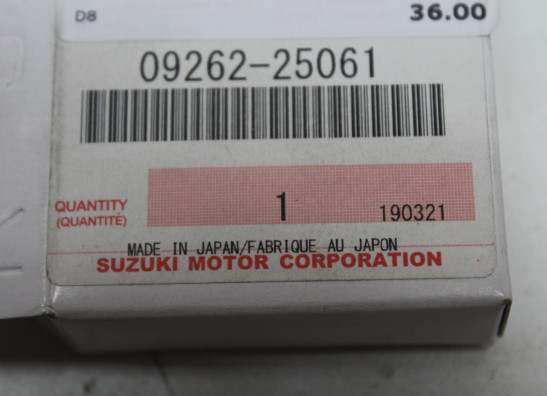 D8 36.00
09262-25061
QUANTITY 1 190321
(QUANTITÉ)
MADE IN JAPAN/FABRIQUE AU JAPON
SUZUKI MOTOR CORPORATION